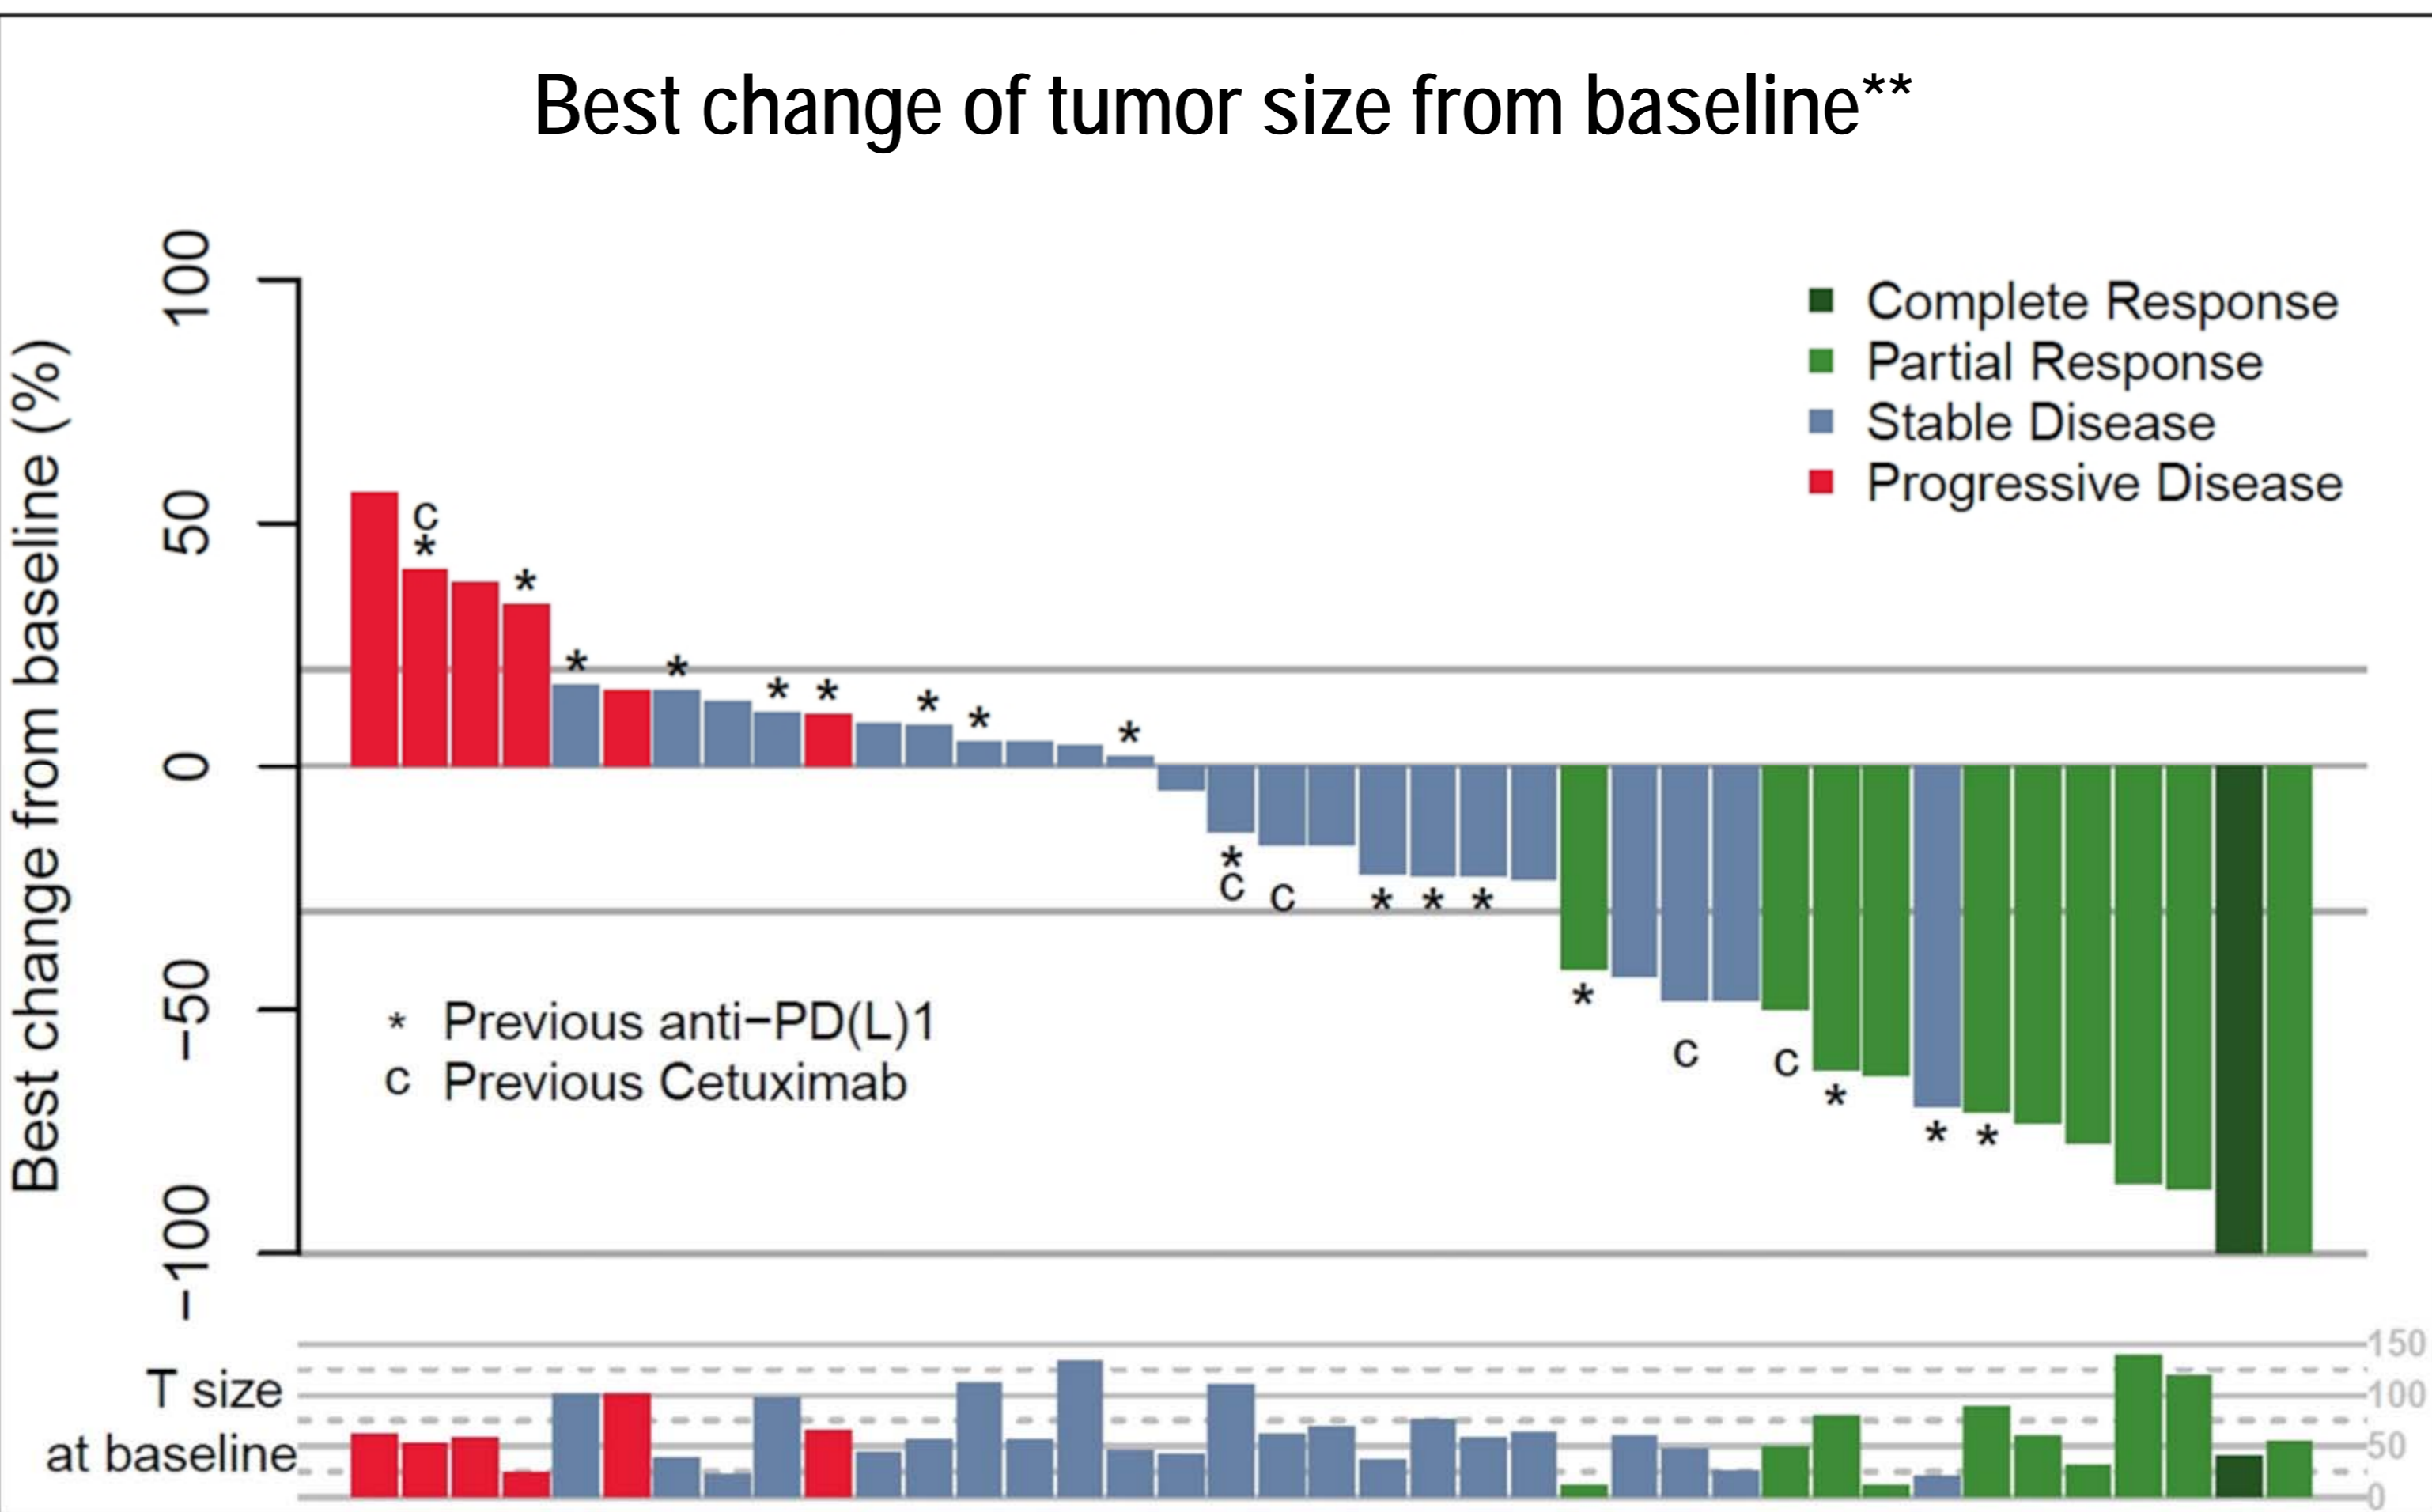 Best change of tumor size from baseline**
Best change from baseline (%)
100
50
0
−50
−100
Complete Response
Partial Response
Stable Disease
Progressive Disease
c
*
*
*
*
*
*
*
*
*
*
c
c
*
*
*
*
c
c
*
*
*
* Previous anti−PD(L)1
c Previous Cetuximab
T size
at baseline
150
100
50
0